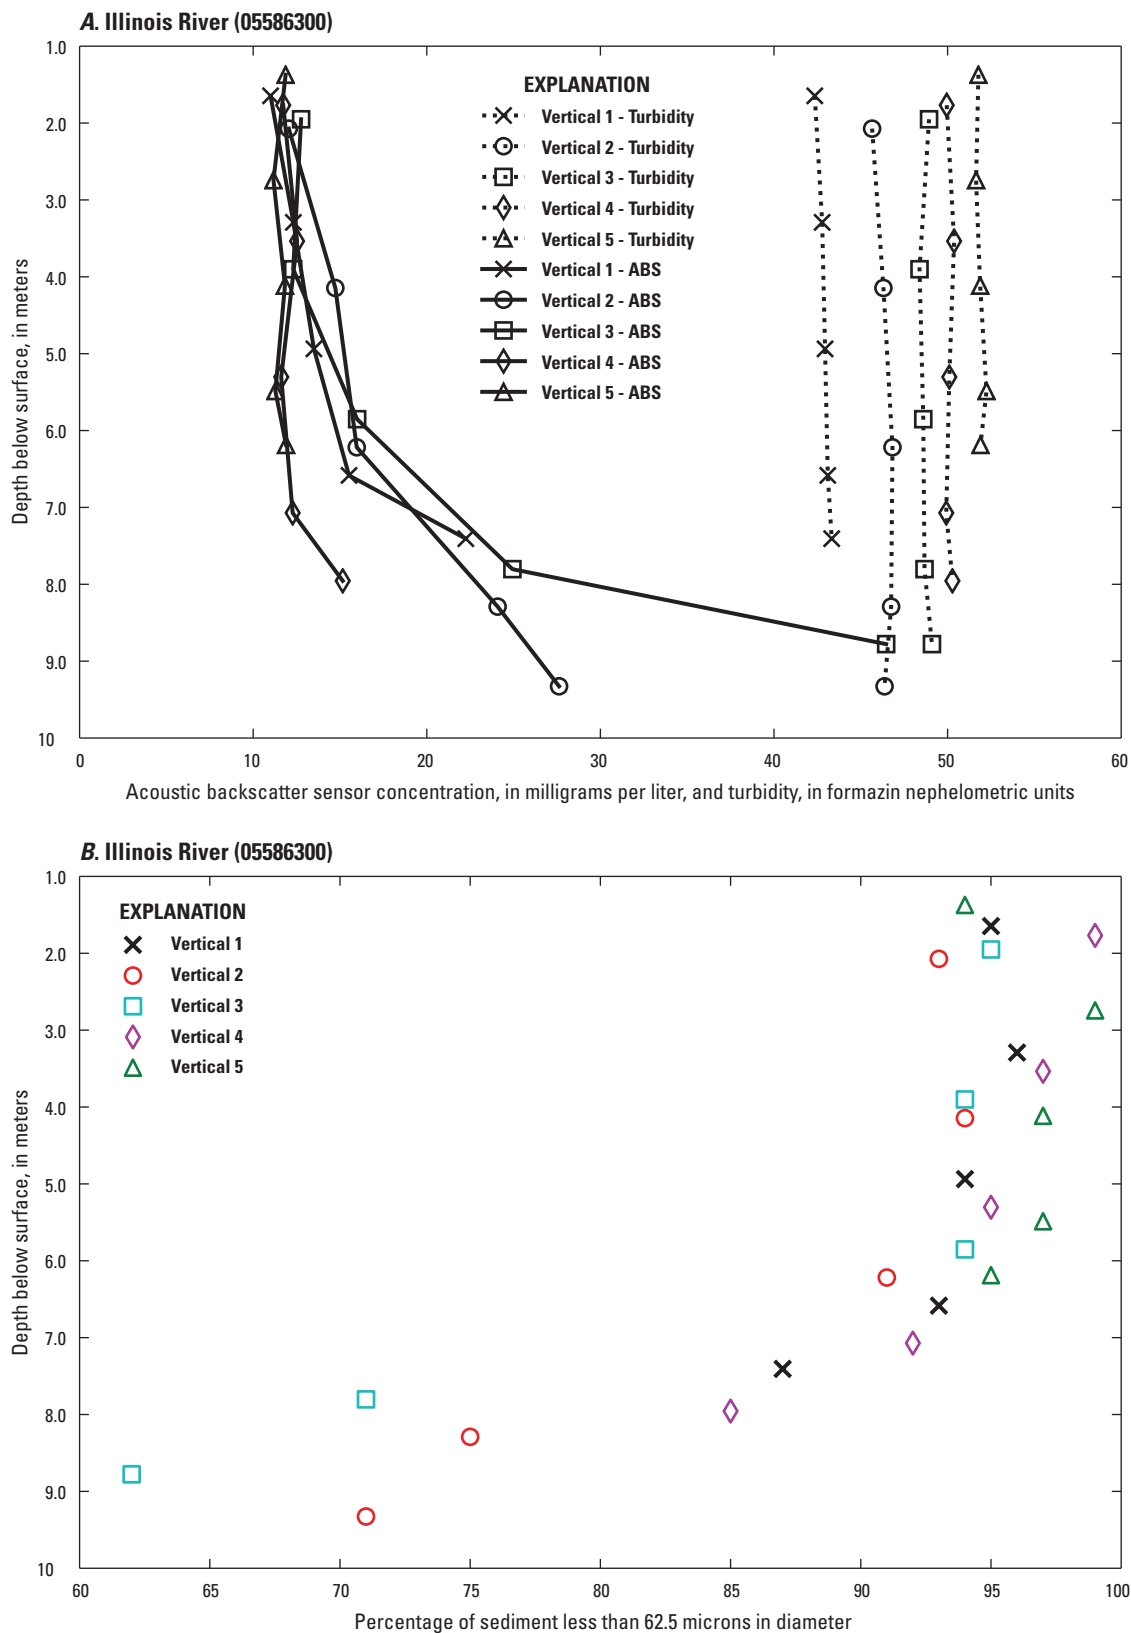 A. Illinois River (05586300)
1.0
2.0
3.0
4.0
5.0
6.0
7.0
8.0
9.0
10
Depth below surface, in meters
EXPLANATION
Vertical 1 - Turbidity
Vertical 2 - Turbidity
Vertical 3 - Turbidity
Vertical 4 - Turbidity
Vertical 5 - Turbidity
Vertical 1 - ABS
Vertical 2 - ABS
Vertical 3 - ABS
Vertical 4 - ABS
Vertical 5 - ABS
0 10 20 30 40 50 60
Acoustic backscatter sensor concentration, in milligrams per liter, and turbidity, in formazin nephelometric units
B. Illinois River (05586300)
1.0
2.0
3.0
4.0
5.0
6.0
7.0
8.0
9.0
10
Depth below surface, in meters
EXPLANATION
Vertical 1
Vertical 2
Vertical 3
Vertical 4
Vertical 5
60 65 70 75 80 85 90 95 100
Percentage of sediment less than 62.5 microns in diameter